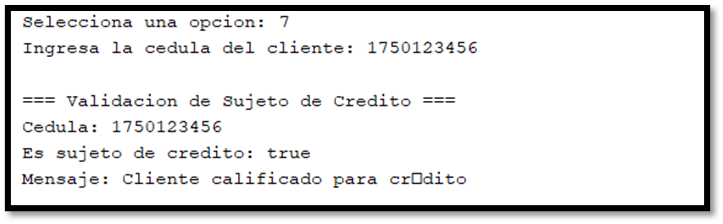 Selecciona una opcion: 7
Ingresa la cedula del cliente: 1750123456
=== Validacion de Sujeto de Credito ===
Cedula: 1750123456
Es sujeto de credito: true
Mensaje: Cliente calificado para cr□dito